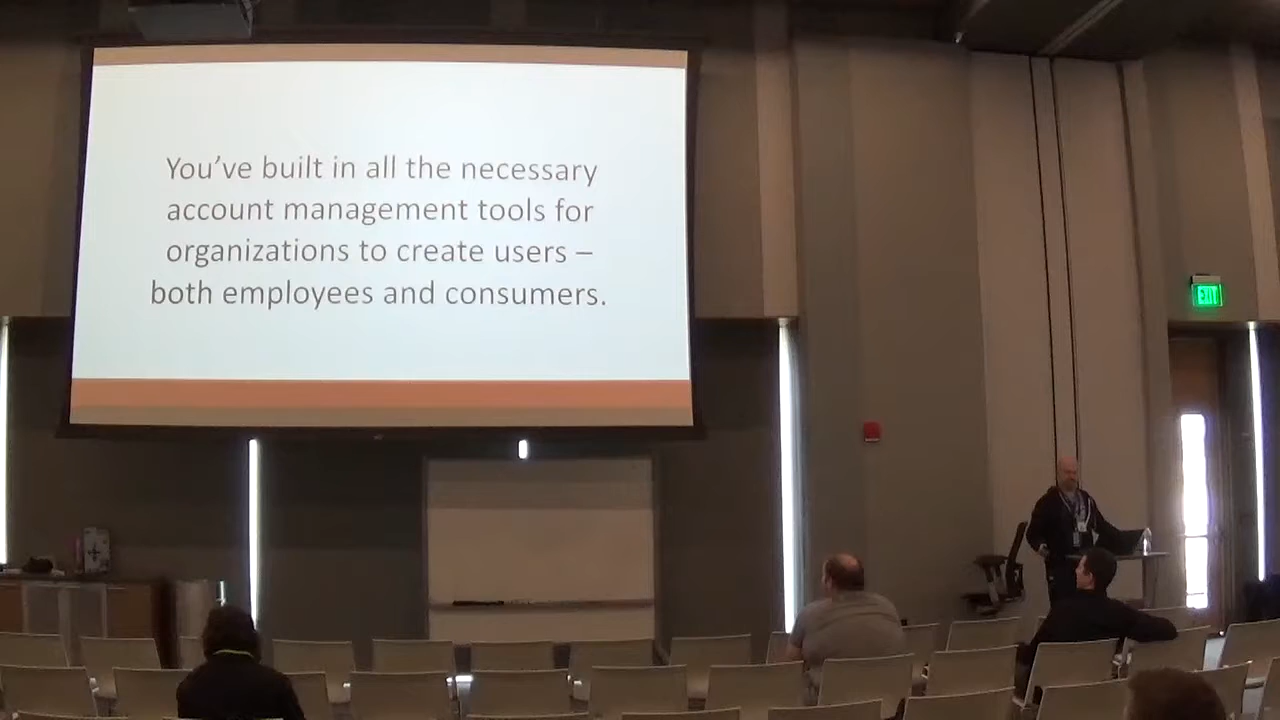 You’ve built in all the necessary
account management tools for
organizations to create users –
both employees and consumers.
EXIT